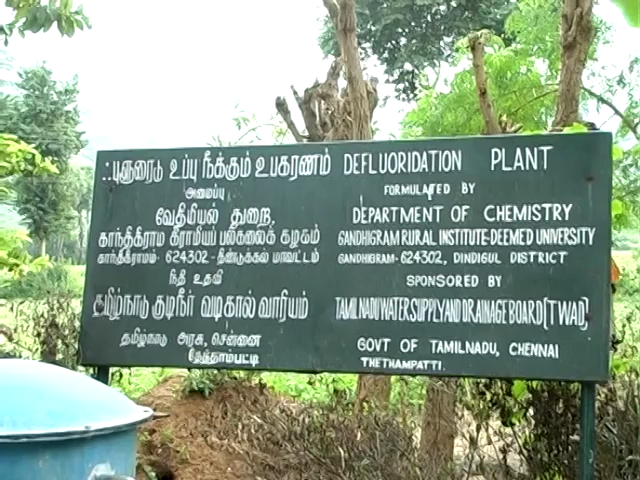 ஃபுளுரைடு உப்பு நீக்கும் உபகரணம் DEFLUORIDATION PLANT
அமைப்பு
வேதியியல் துறை,
காந்திகிராம கிராமியப் பல்கலைக் கழகம்
காந்திகிராமம் - 624302 - திண்டுக்கல் மாவட்டம்
நிதி உதவி
தமிழ்நாடு குடிநீர் வடிகால் வாரியம்
தமிழ்நாடு அரசு, சென்னை
தேத்தாம்பட்டி
FORMULATED BY
DEPARTMENT OF CHEMISTRY
GANDHIGRAM RURAL INSTITUTE-DEEMED UNIVERSITY
GANDHIGRAM-624302, DINDIGUL DISTRICT
SPONSORED BY
TAMILNADU WATER SUPPLY AND DRAINAGE BOARD (TWAD)
GOVT OF TAMILNADU, CHENNAI
THETHAMPATTI.